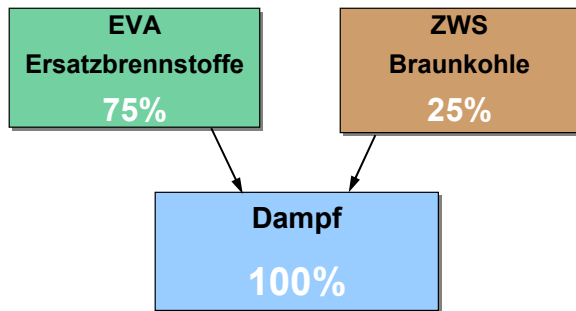 EVA
Ersatzbrennstoffe
75%
ZWS
Braunkohle
25%
Dampf
100%